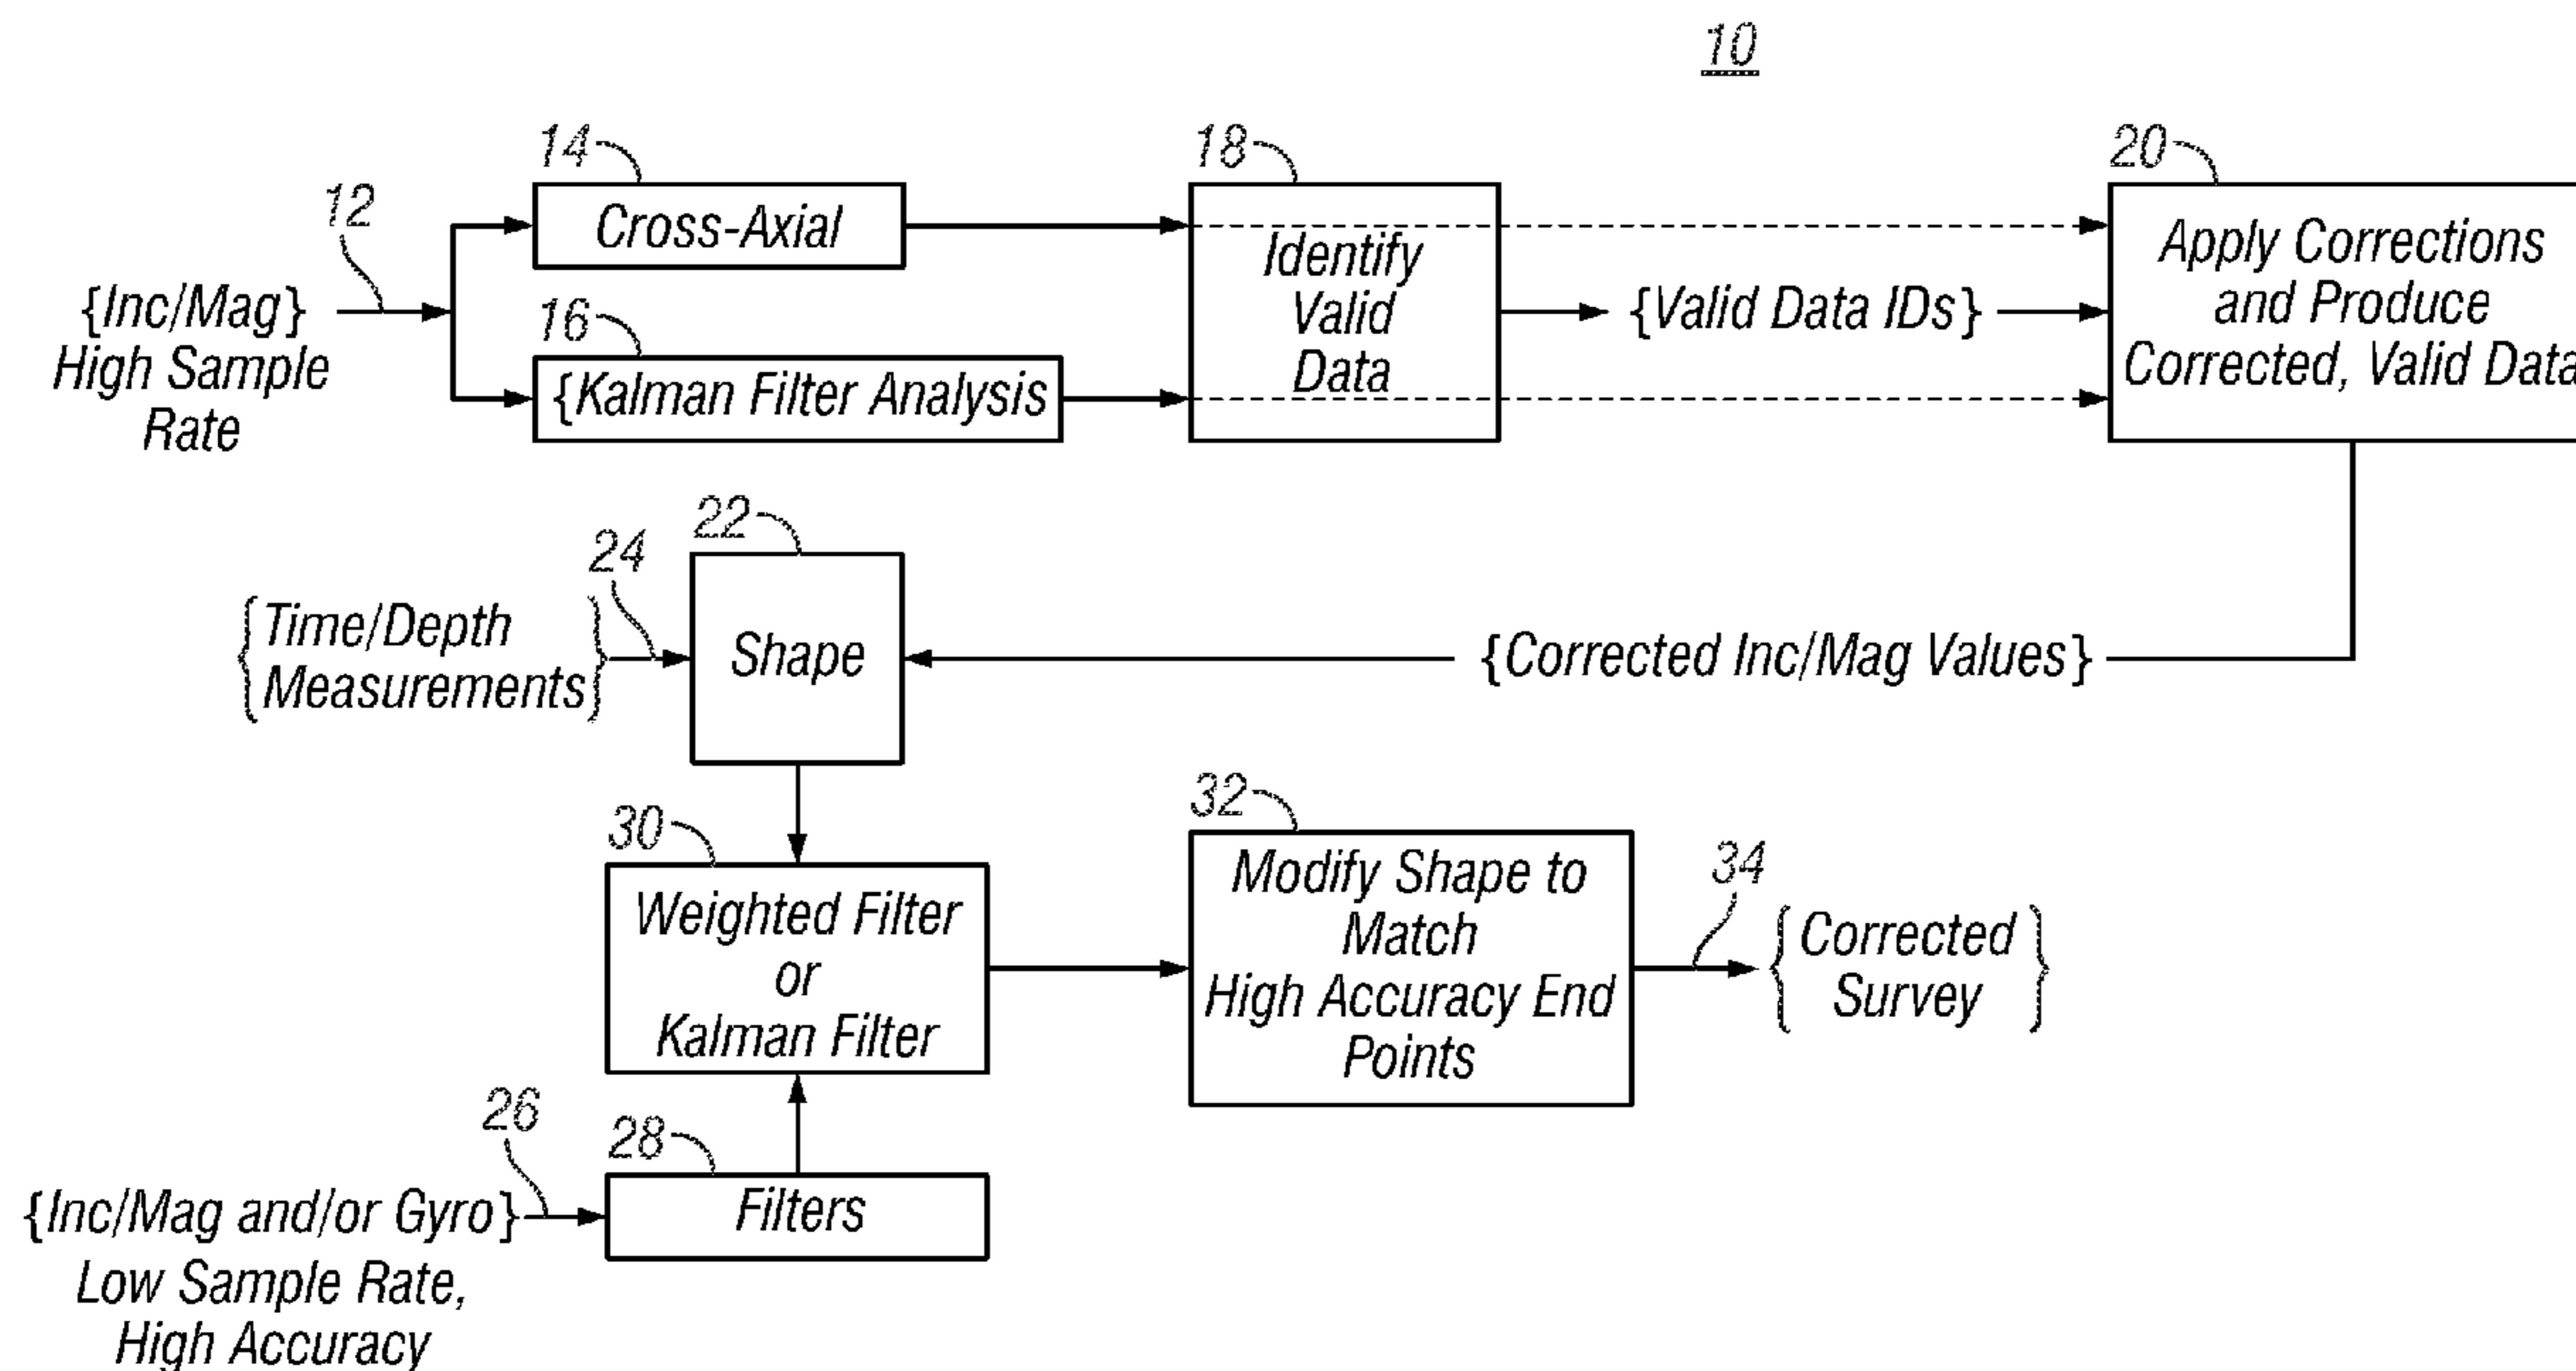 10
14
18
20
12
Cross-Axial
Identify
Valid
Data
Apply Corrections
and Produce
Corrected, Valid Data
{Inc/Mag}
High Sample
Rate
16
{Kalman Filter Analysis
{Valid Data IDs}
22
24
{Time/Depth
Measurements}
Shape
{Corrected Inc/Mag Values}
30
Weighted Filter
or
Kalman Filter
32
Modify Shape to
Match
High Accuracy End
Points
34
{Corrected
Survey}
26
28
{Inc/Mag and/or Gyro}
Low Sample Rate,
High Accuracy
Filters